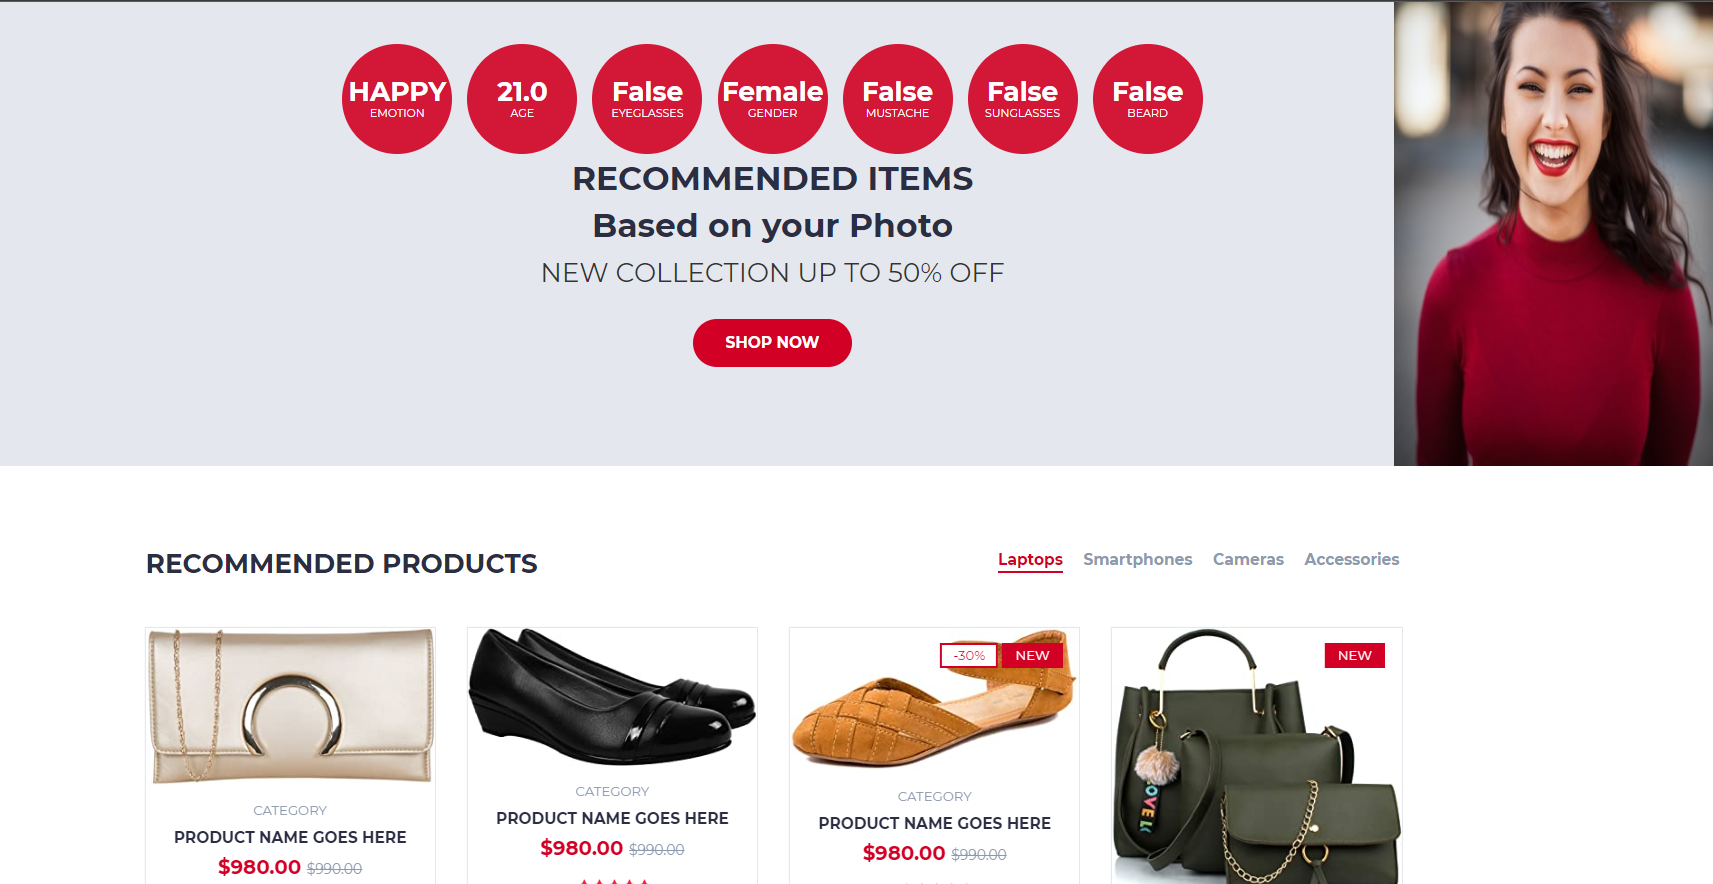 HAPPY
EMOTION
21.0
AGE
False
EYEGLASSES
Female
GENDER
False
MUSTACHE
False
SUNGLASSES
False
BEARD
RECOMMENDED ITEMS
Based on your Photo
NEW COLLECTION UP TO 50% OFF
SHOP NOW
RECOMMENDED PRODUCTS
Laptops Smartphones Cameras Accessories
CATEGORY
PRODUCT NAME GOES HERE
$980.00 $990.00
CATEGORY
PRODUCT NAME GOES HERE
$980.00 $990.00
-30% NEW
CATEGORY
PRODUCT NAME GOES HERE
$980.00 $990.00
NEW